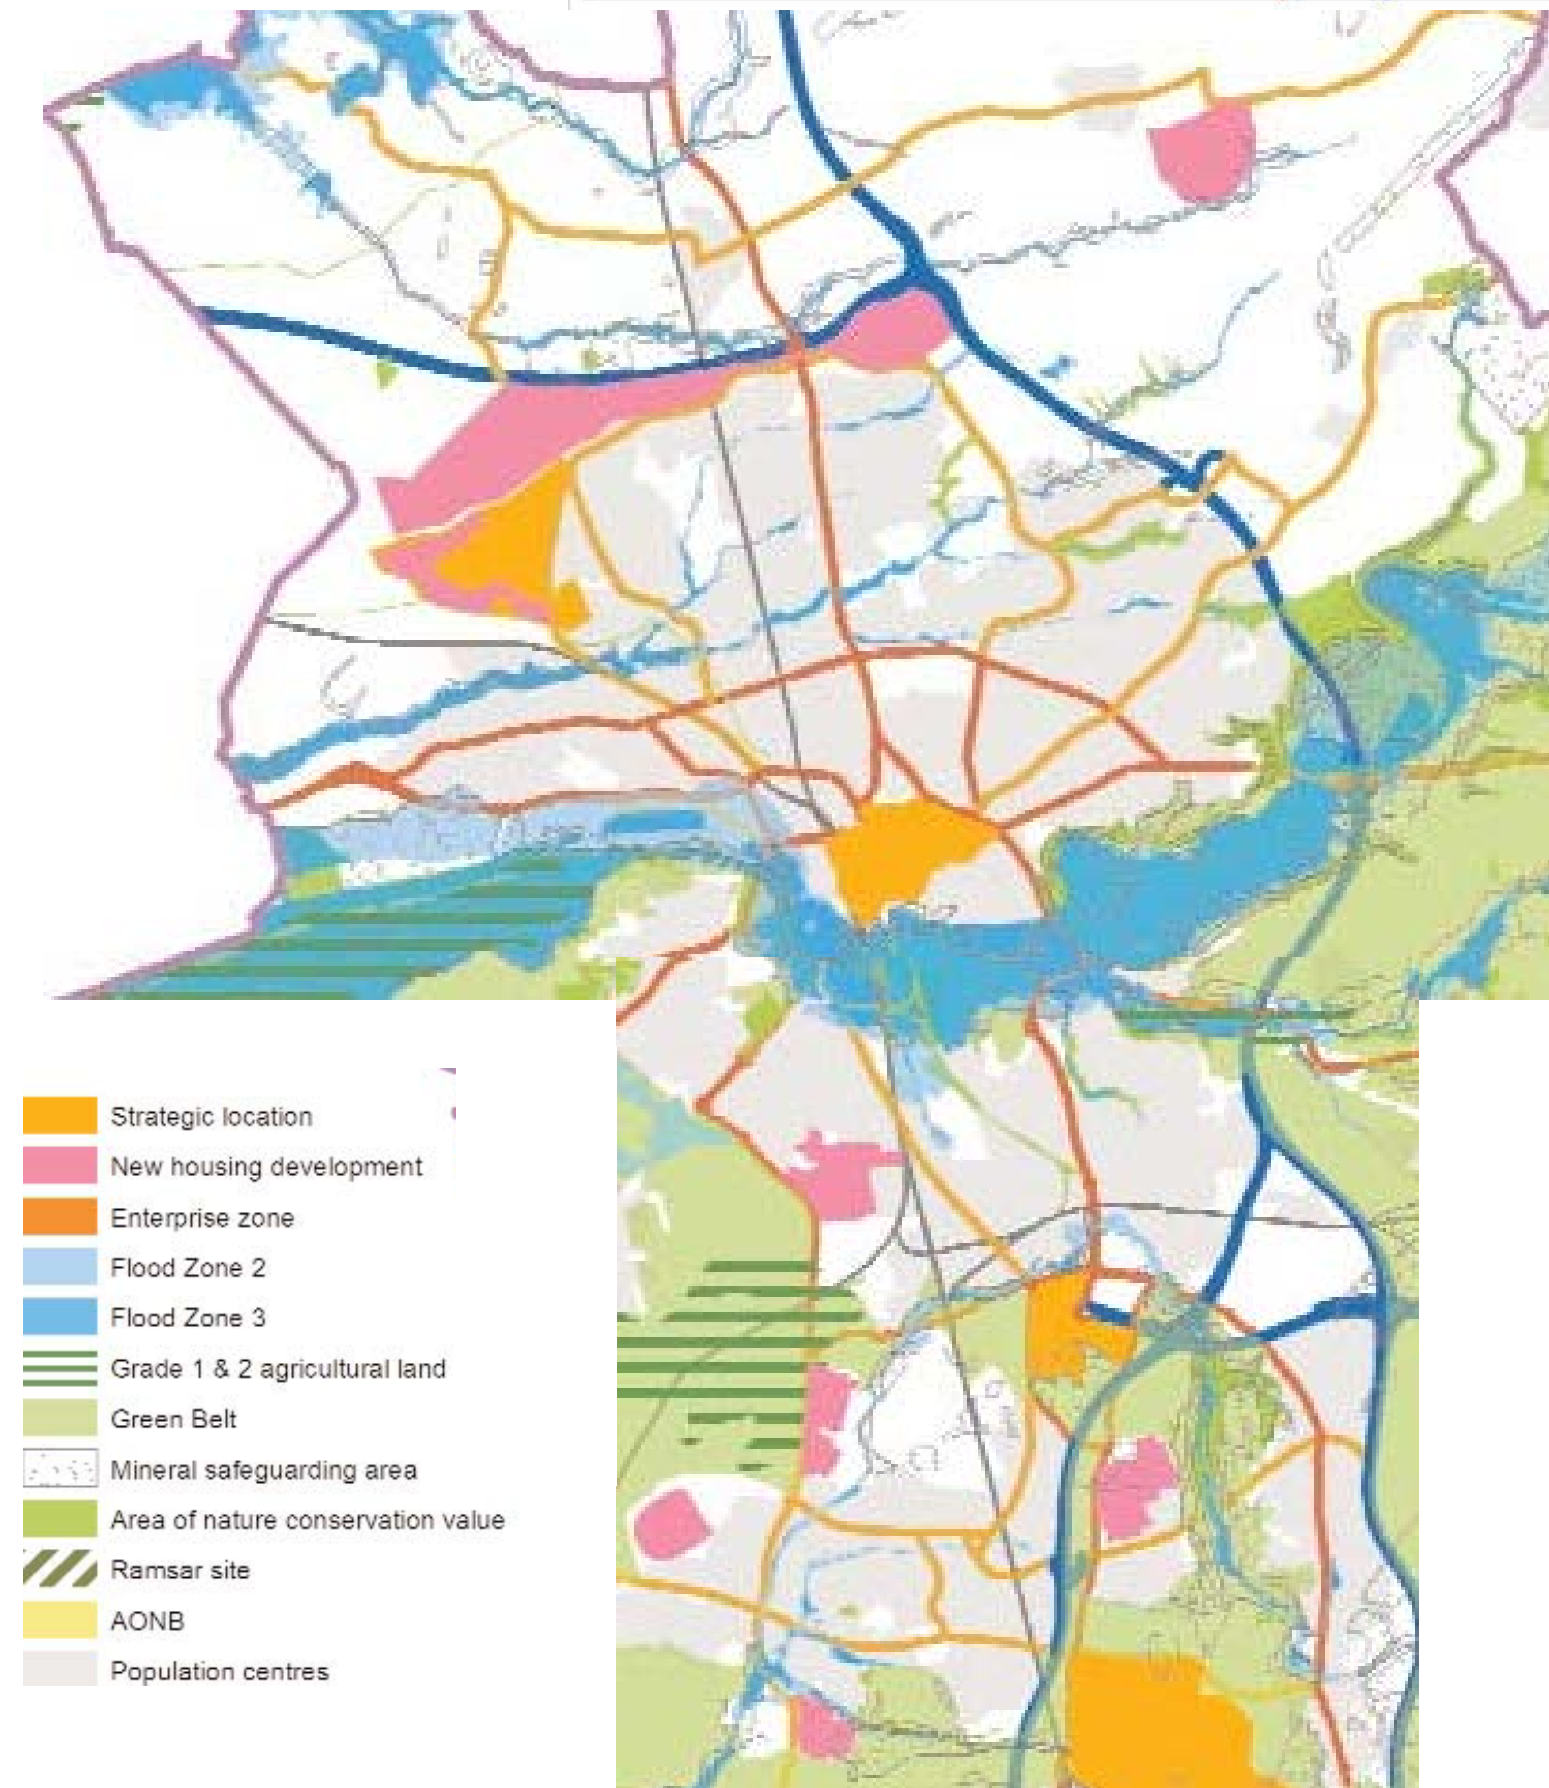 Strategic location
New housing development
Enterprise zone
Flood Zone 2
Flood Zone 3
Grade 1 & 2 agricultural land
Green Belt
Mineral safeguarding area
Area of nature conservation value
Ramsar site
AONB
Population centres